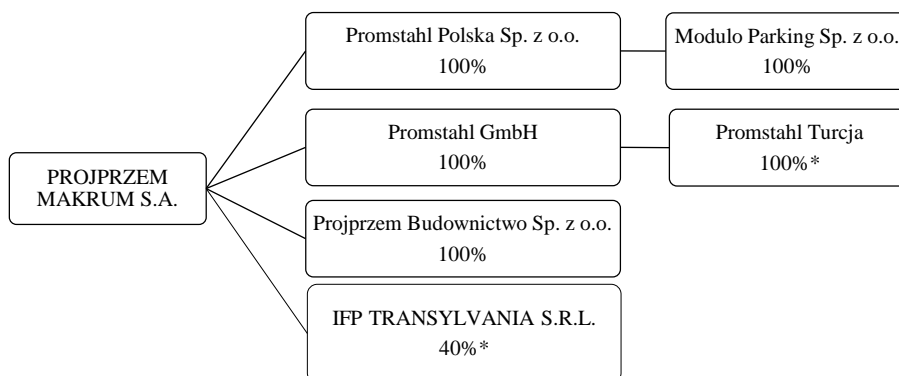 PROJPRZEM
MAKRUM S.A.
Promstahl Polska Sp. z o.o.
100%
Modulo Parking Sp. z o.o.
100%
Promstahl GmbH
100%
Promstahl Turcja
100%*
Projprzem Budownictwo Sp. z o.o.
100%
IFP TRANSYLVANIA S.R.L.
40%*